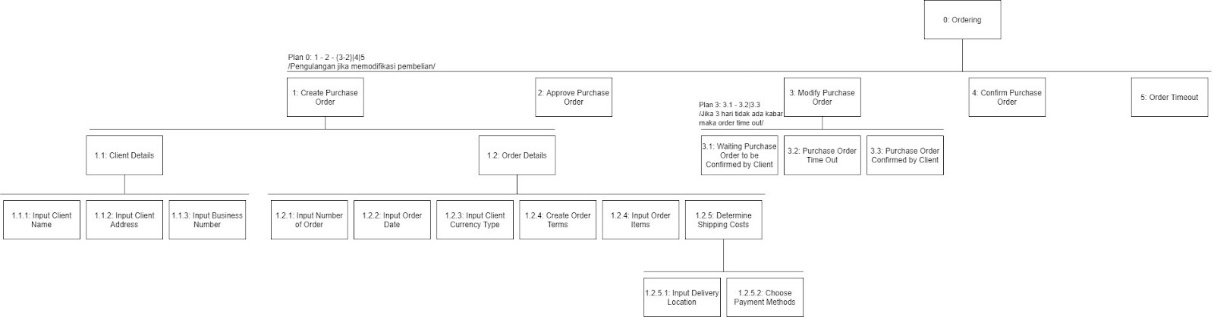 0: Ordering
Plan 0: 1 - 2 - {3-2}|4|5
/Pengulangan jika memodifikasi pembelian/
1: Create Purchase
Order
2: Approve Purchase
Order
3: Modify Purchase
Order
4: Confirm Purchase
Order
5: Order Timeout
Plan 3: 3.1 - 3.2|3.3
/Jika 3 hari tidak ada kabar
maka order time out/
1.1: Client Details
1.2: Order Details
3.1: Waiting Purchase
Order to be
Confirmed by Client
3.2: Purchase Order
Time Out
3.3: Purchase Order
Confirmed by Client
1.1.1: Input Client
Name
1.1.2: Input Client
Address
1.1.3: Input Business
Number
1.2.1: Input Number
of Order
1.2.2: Input Order
Date
1.2.3: Input Client
Currency Type
1.2.4: Create Order
Terms
1.2.4: Input Order
Items
1.2.5: Determine
Shipping Costs
1.2.5.1: Input Delivery
Location
1.2.5.2: Choose
Payment Methods